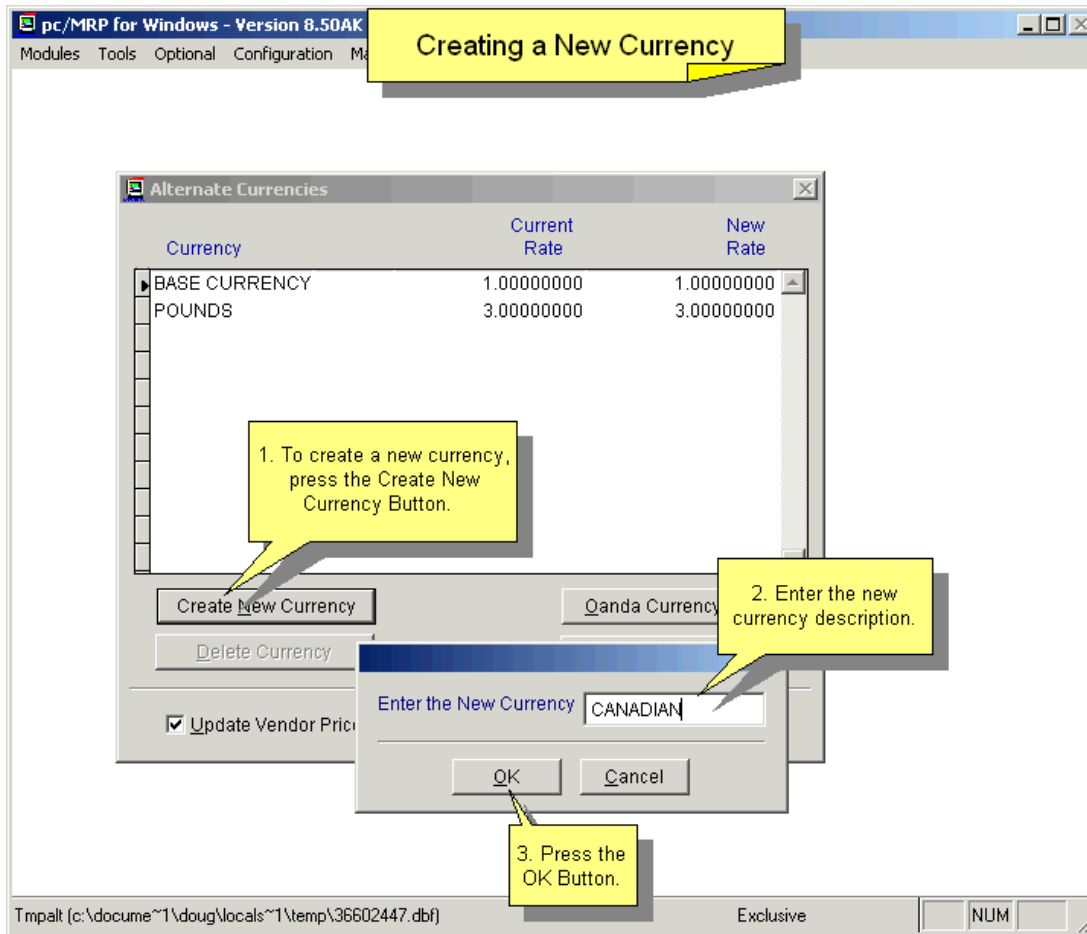 pc/MRP for Windows - Version 8.50AK
Creating a New Currency
Modules Tools Optional Configuration
Alternate Currencies
Currency
Current
Rate
New
Rate
BASE CURRENCY 1.00000000 1.00000000
POUNDS 3.00000000 3.00000000
1. To create a new currency,
press the Create New
Currency Button.
Create New Currency
Oanda Currency
2. Enter the new
currency description.
Delete Currency
Enter the New Currency CANADIAN
Update Vendor
OK Cancel
3. Press the
OK Button.
Tmpalt (c:\docume~1\doug\locals~1\temp\36602447.dbf) Exclusive NUM